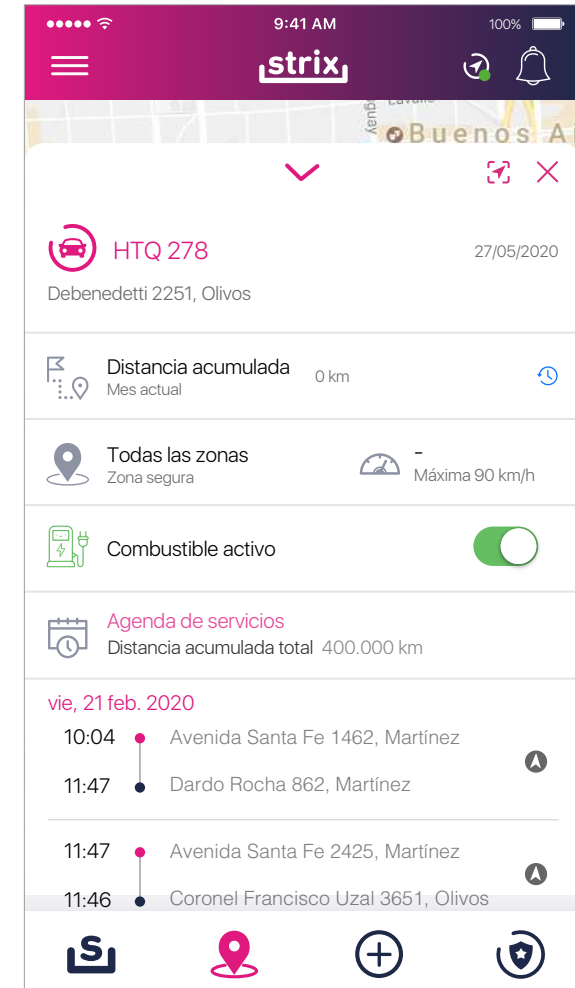 9:41 AM
100%
strix
guay
Buenos A
HTQ 278
27/05/2020
Debenedetti 2251, Olivos
Distancia acumulada
0 km
Mes actual
Todas las zonas
-
Zona segura
Máxima 90 km/h
Combustible activo
Agenda de servicios
Distancia acumulada total 400.000 km
vie, 21 feb. 2020
10:04 Avenida Santa Fe 1462, Martínez
11:47 Dardo Rocha 862, Martínez
11:47 Avenida Santa Fe 2425, Martínez
11:46 Coronel Francisco Uzal 3651, Olivos
S